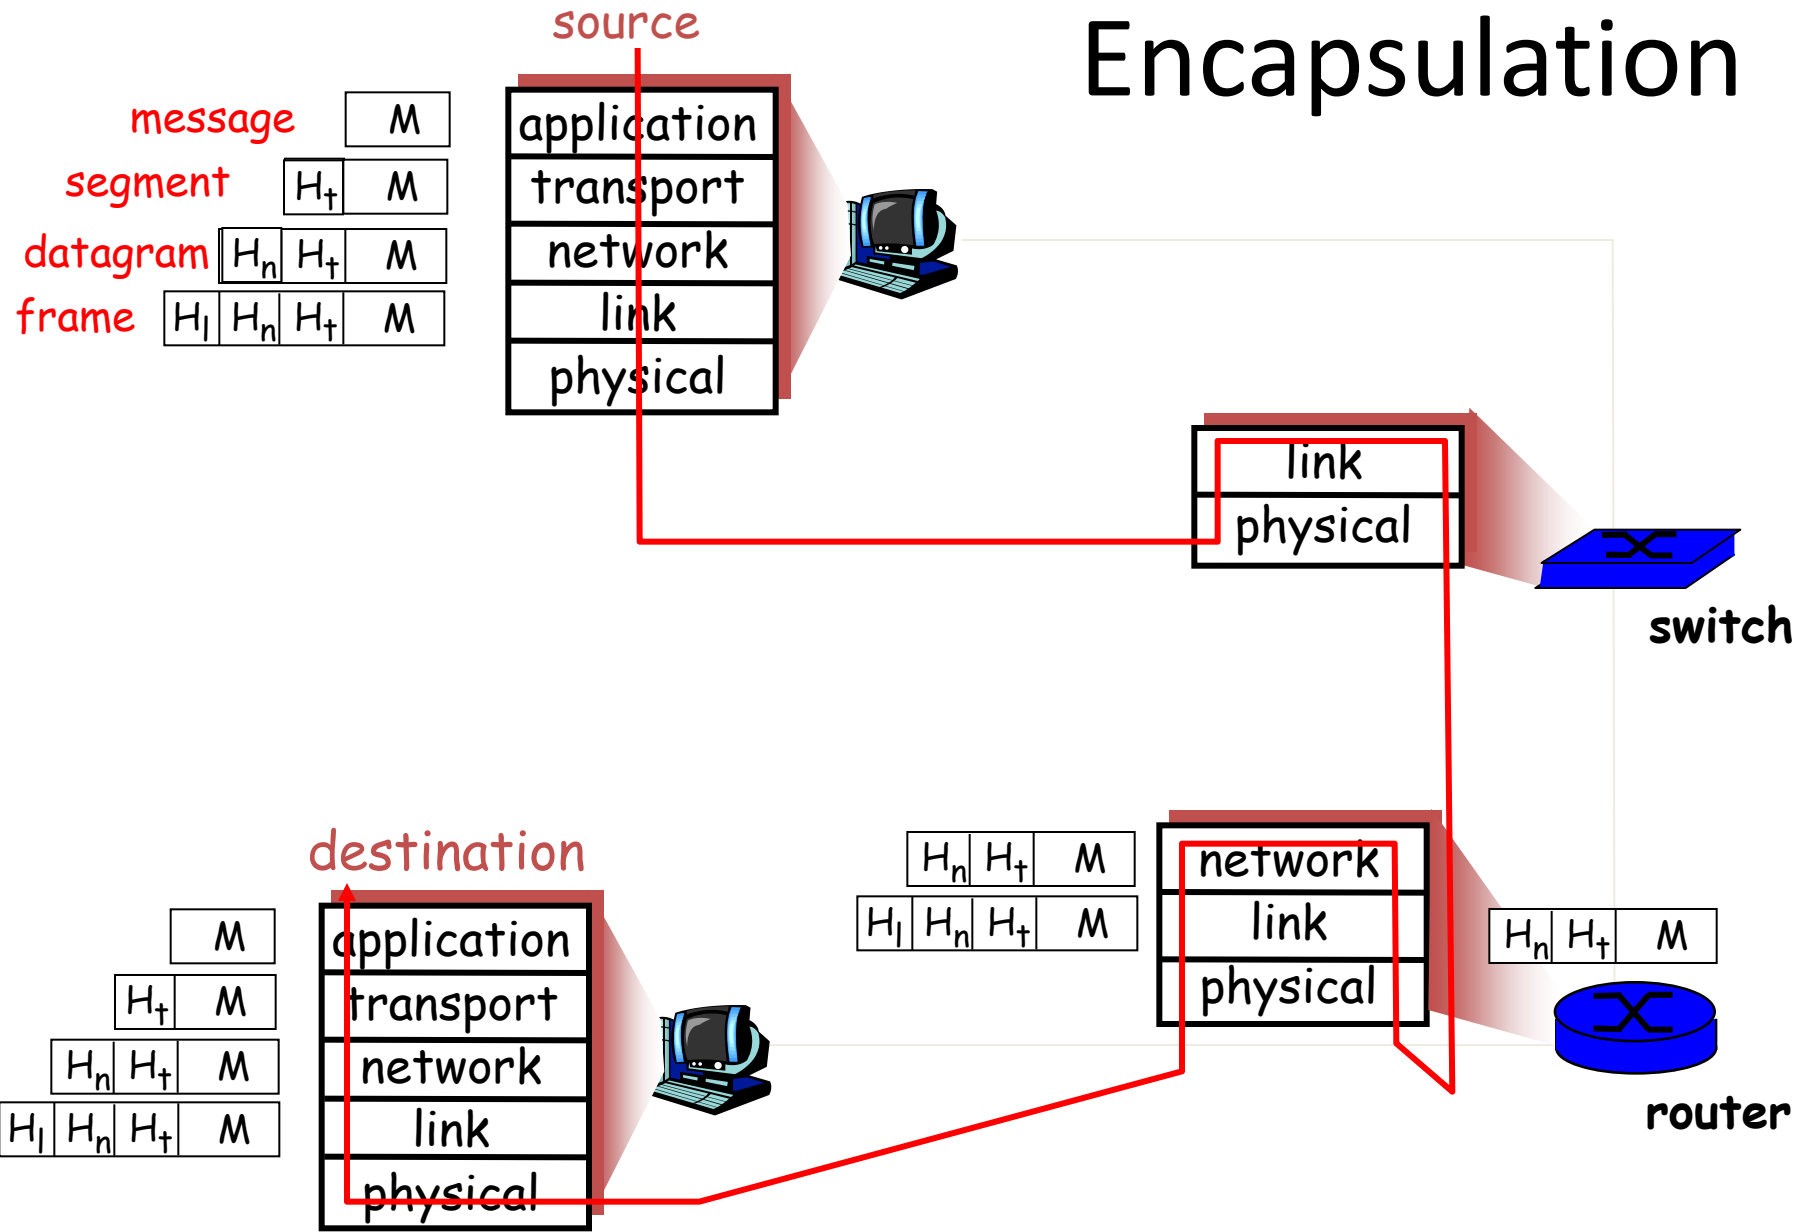 Encapsulation
source
message M
segment Ht M
datagram Hn Ht M
frame Hl Hn Ht M
application
transport
network
link
physical
link
physical
switch
destination
M
Ht M
Hn Ht M
Hl Hn Ht M
application
transport
network
link
physical
Hn Ht M
Hl Hn Ht M
network
link
physical
Hn Ht M
router